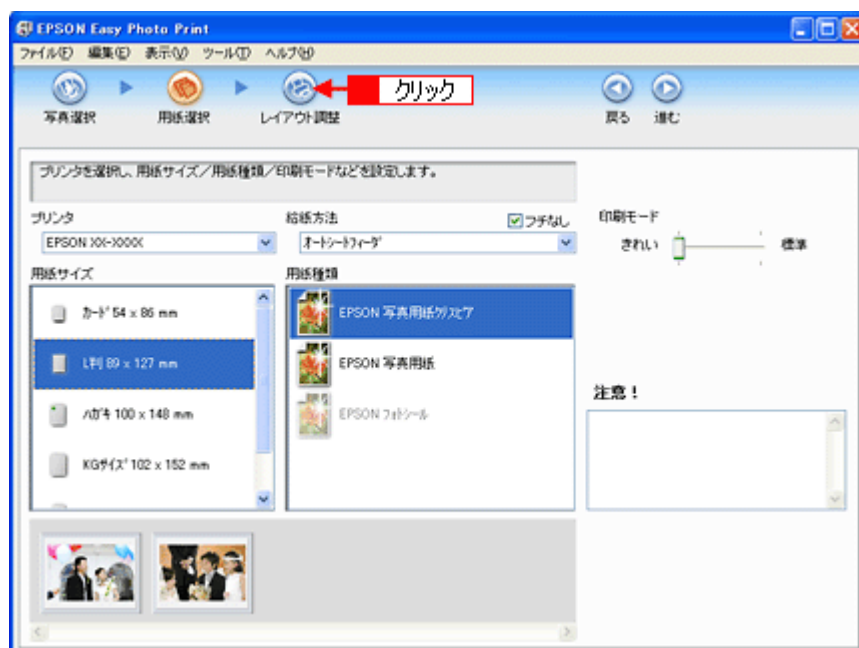 EPSON Easy Photo Print
ファイル(F) 編集(E) 表示(V) ツール(T) ヘルプ(H)
クリック
写真選択 用紙選択 レイアウト調整 戻る 進む
プリンタを選択し、用紙サイズ/用紙種類/印刷モードなどを設定します。
プリンタ 給紙方法 フチなし 印刷モード
EPSON XX-XXXX オートシートフィーダ きれい 標準
用紙サイズ 用紙種類
カード 54 x 86 mm EPSON 写真用紙クリスピア
L判 89 x 127 mm EPSON 写真用紙
注意!
ハガキ 100 x 148 mm EPSON フォトシール
KGサイズ 102 x 152 mm